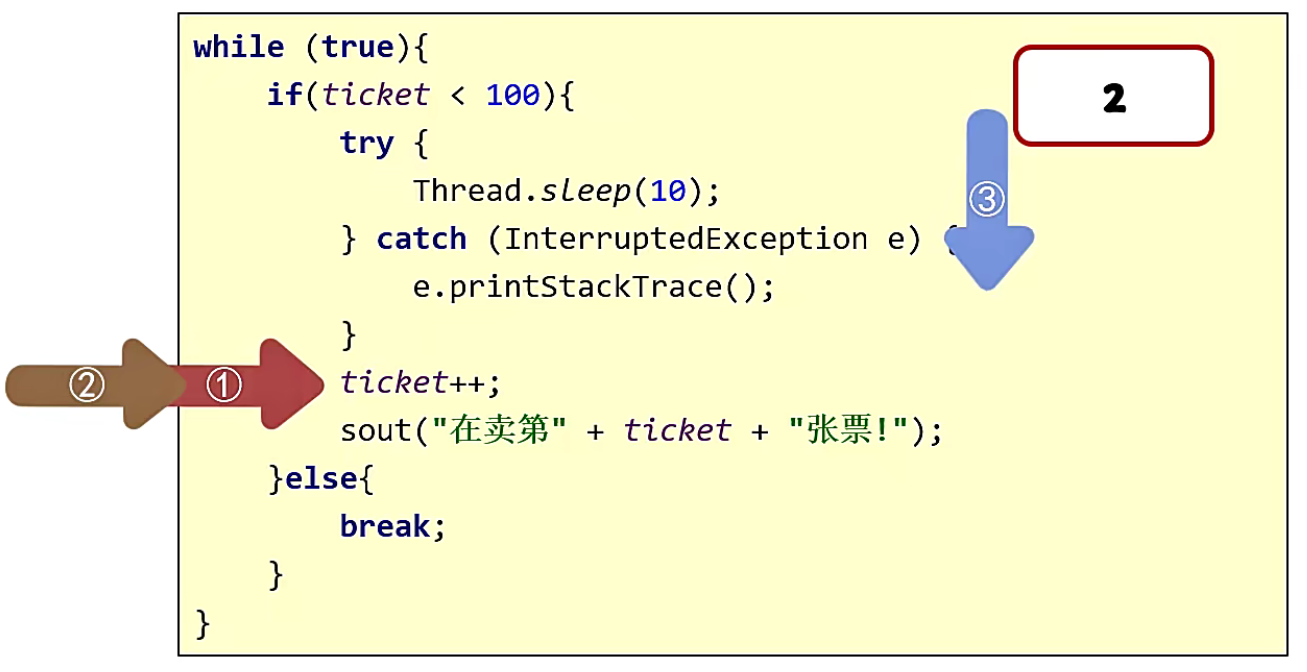 while (true){
if(ticket < 100){
2
try {
Thread.sleep(10);
③
} catch (InterruptedException e) {
e.printStackTrace();
}
② ① ticket++;
sout("在卖第" + ticket + "张票!");
}else{
break;
}
}